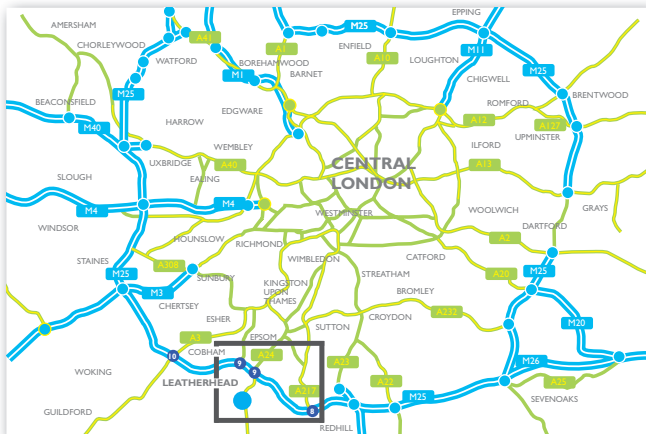 EPPING
AMERSHAM
M25
A41
CHORLEYWOOD
A1
ENFIELD
M11
WATFORD
BOREHAMWOOD
A10
LOUGHTON
BARNET
M1
CHIGWELL
M25
M25
BEACONSFIELD
EDGWARE
ROMFORD
BRENTWOOD
HARROW
A12
A127
M40
UPMINSTER
WEMBLEY
ILFORD
UXBRIDGE
A40
CENTRAL
LONDON
A13
SLOUGH
EALING
M4
M4
WESTMINSTER
WOOLWICH
GRAYS
WINDSOR
DARTFORD
HOUNSLOW
RICHMOND
A2
STAINES
A308
WIMBLEDON
CATFORD
M25
SUNBURY
STREATHAM
A20
M25
M3
KINGSTON
UPON
THAMES
BROMLEY
CHERTSEY
ESHER
CROYDON
A232
M20
SUTTON
A3
EPSOM
10
COBHAM
A24
M26
9
9
A23
WOKING
LEATHERHEAD
A22
A25
A217
M25
SEVENOAKS
GUILDFORD
8
REDHILL